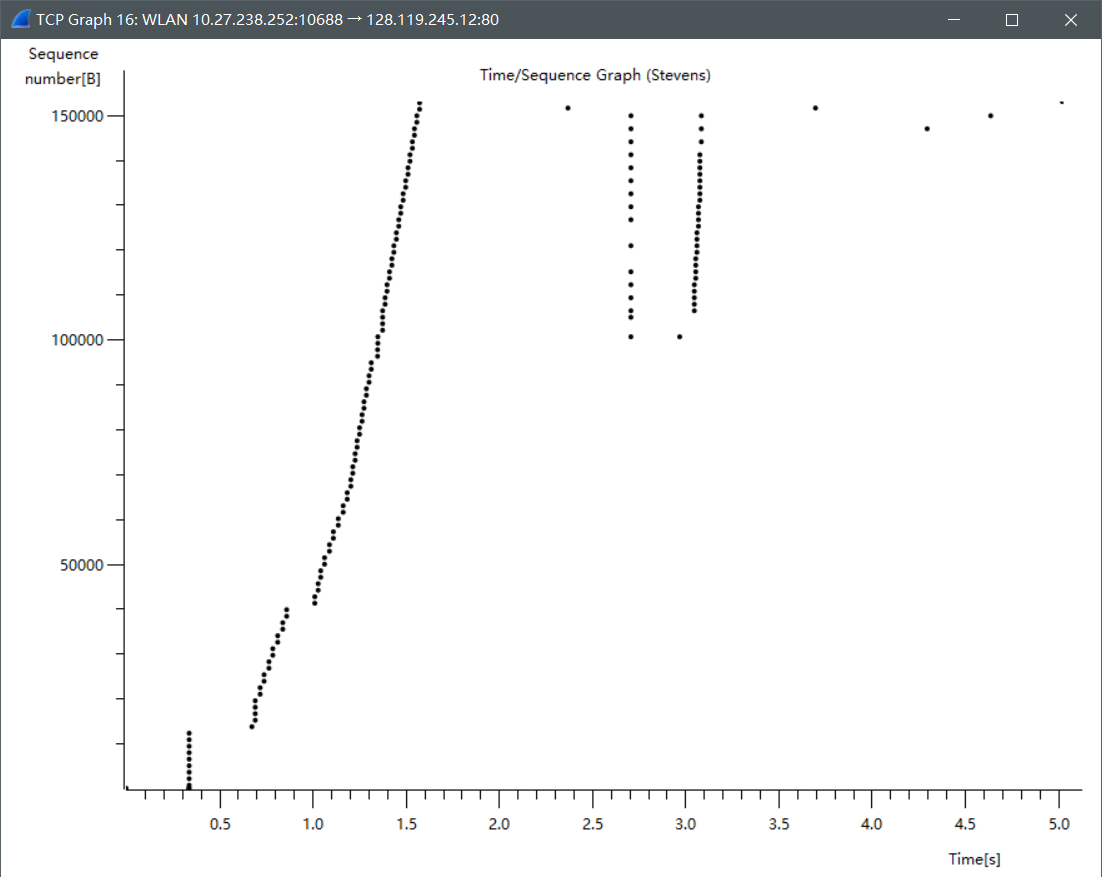 TCP Graph 16: WLAN 10.27.238.252:10688 → 128.119.245.12:80
Sequence
number[B]
Time/Sequence Graph (Stevens)
150000
100000
50000
0.5 1.0 1.5 2.0 2.5 3.0 3.5 4.0 4.5 5.0
Time[s]